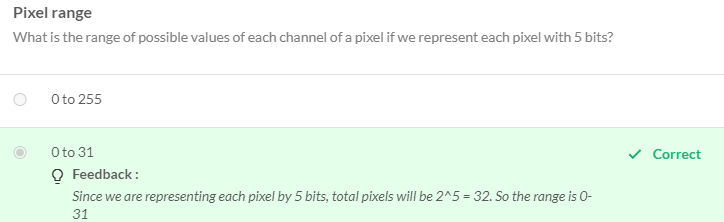 Pixel range
What is the range of possible values of each channel of a pixel if we represent each pixel with 5 bits?
0 to 255
0 to 31
Correct
Feedback :
Since we are representing each pixel by 5 bits, total pixels will be 2^5 = 32. So the range is 0-
31